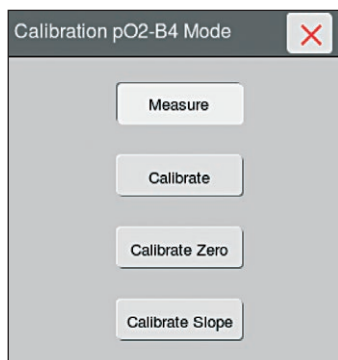 Calibration pO2-B4 Mode
Measure
Calibrate
Calibrate Zero
Calibrate Slope